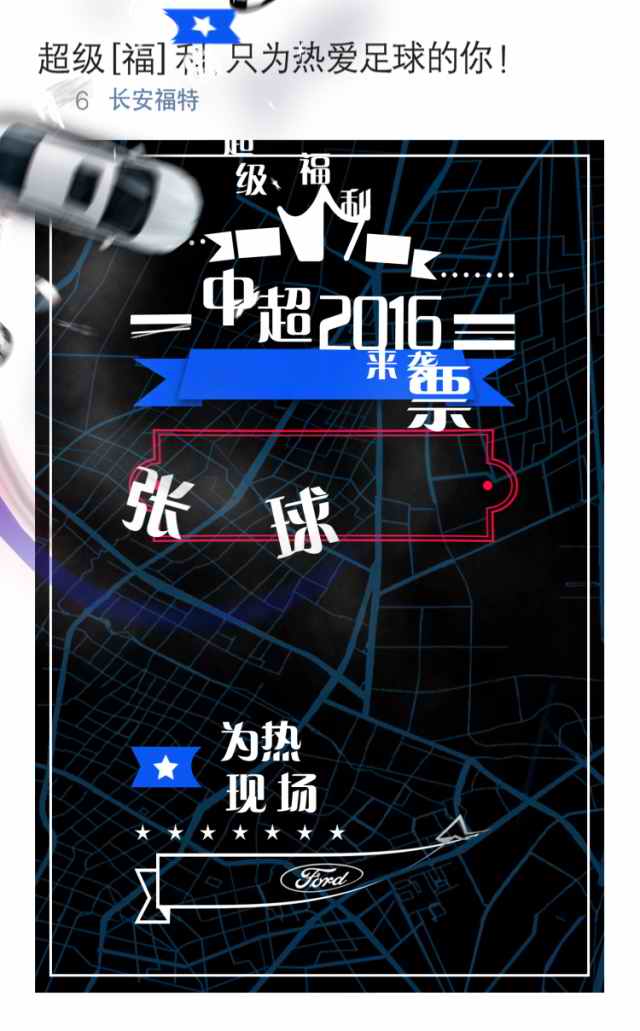 超级[福]利 只为热爱足球的你！
6 长安福特
超
级、福
利
中超2016
来袭
票
张 球
为热
现场
Ford